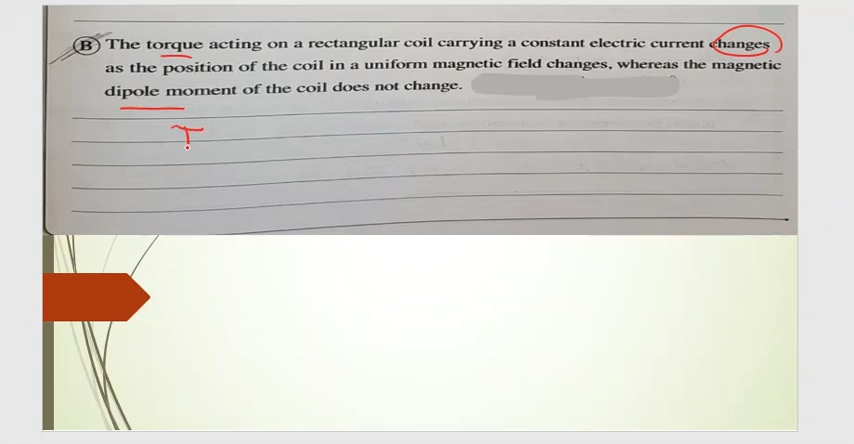 B The torque acting on a rectangular coil carrying a constant electric current changes
as the position of the coil in a uniform magnetic field changes, whereas the magnetic
dipole moment of the coil does not change.
T